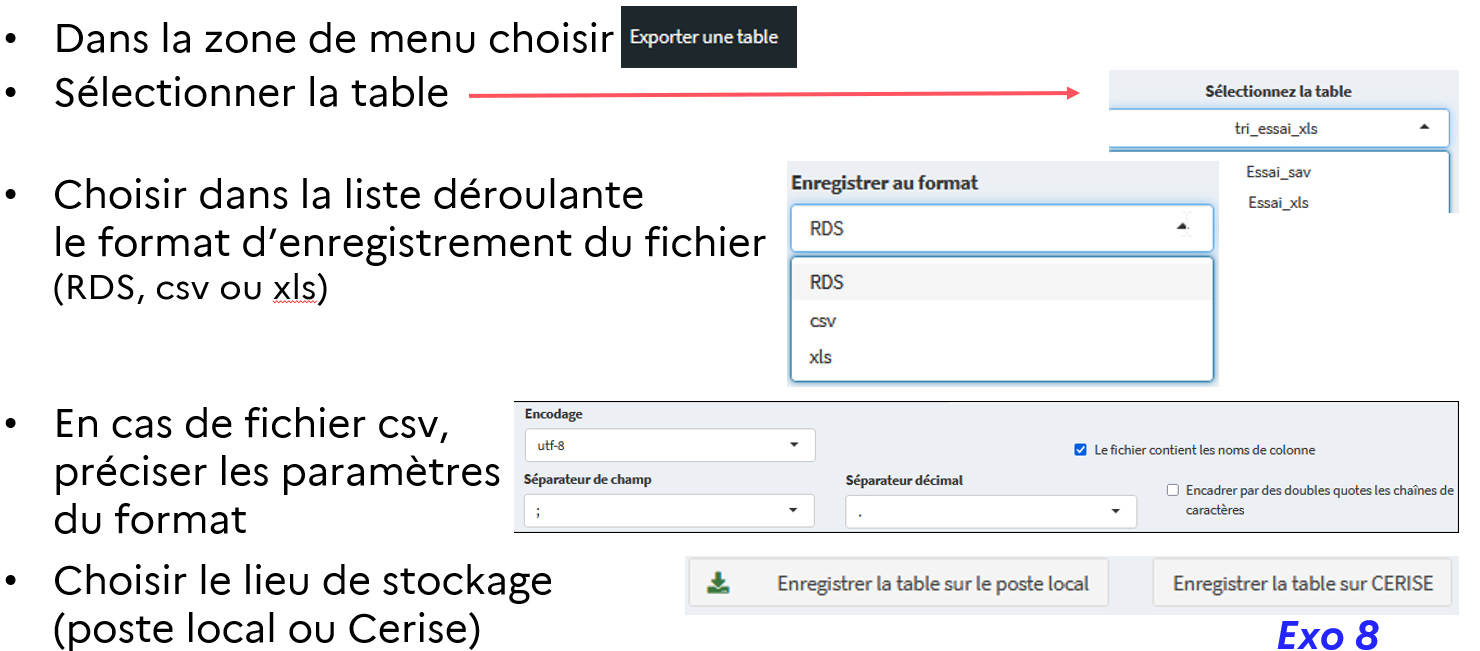 • Dans la zone de menu choisir Exporter une table
• Sélectionner la table
Sélectionnez la table
tri_essai_xls
Essai_sav
Essai_xls
• Choisir dans la liste déroulante
le format d’enregistrement du fichier
(RDS, csv ou xls)
Enregistrer au format
RDS
RDS
csv
xls
• En cas de fichier csv,
préciser les paramètres
du format
Encodage
utf-8
Le fichier contient les noms de colonne
Séparateur de champ
;
Séparateur décimal
.
Encadrer par des doubles quotes les chaînes de
caractères
• Choisir le lieu de stockage
(poste local ou Cerise)
Enregistrer la table sur le poste local
Enregistrer la table sur CERISE
Exo 8